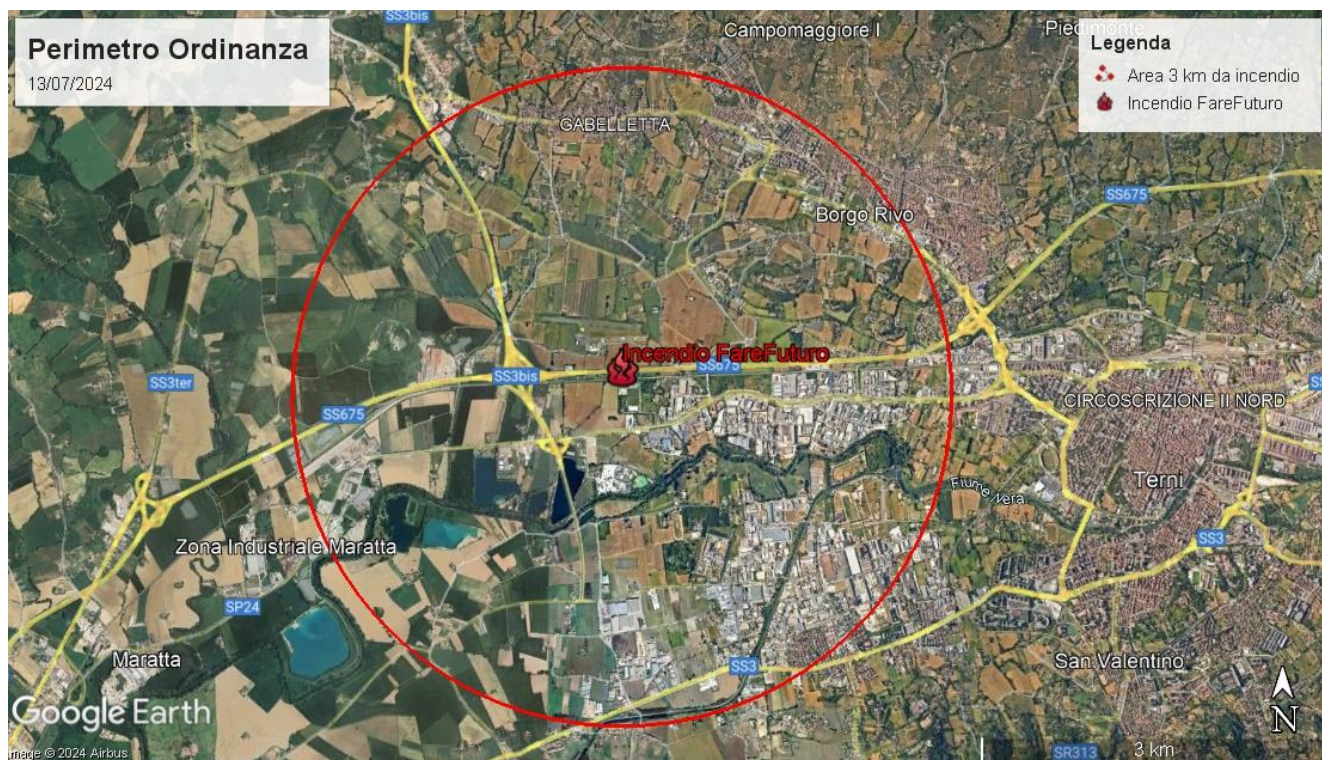 Perimetro Ordinanza
13/07/2024
Legenda
Area 3 km da incendio
Incendio FareFuturo
SS3bis
Campomaggiore I
Piedimonte
GABELLETTA
SS675
Borgo Rivo
Incendio FareFuturo
SS675
SS3bis
SS3ter
SS675
CIRCOSCRIZIONE II NORD
Terni
Fiume Nera
SS3
Zona Industriale Maratta
SP24
Maratta
SS3
San Valentino
Google Earth
N
Image © 2024 Airbus
SR313
3 km